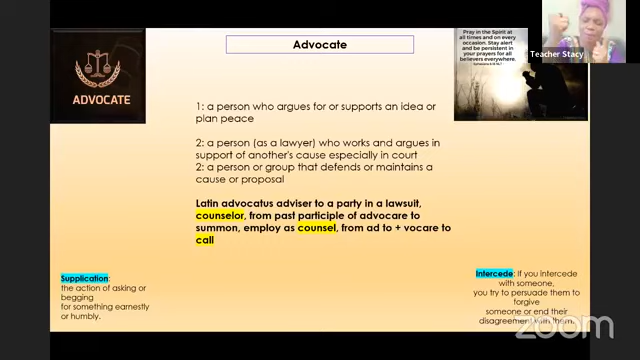 Advocate
ADVOCATE
Pray in the Spirit at
all times and on every
occasion. Stay alert
and be persistent in
your prayers for all
believers everywhere.
Teacher Stacy
1: a person who argues for or supports an idea or
plan peace
2: a person (as a lawyer) who works and argues in
support of another's cause especially in court
2: a person or group that defends or maintains a
cause or proposal
Latin advocatus adviser to a party in a lawsuit,
counselor, from past participle of advocare to
summon, employ as counsel, from ad to + vocare to
call
Supplication:
the action of asking or
begging
for something earnestly
or humbly.
Intercede: If you intercede
with someone,
you try to persuade them to
forgive
someone or end their
disagreement with them.
zoom